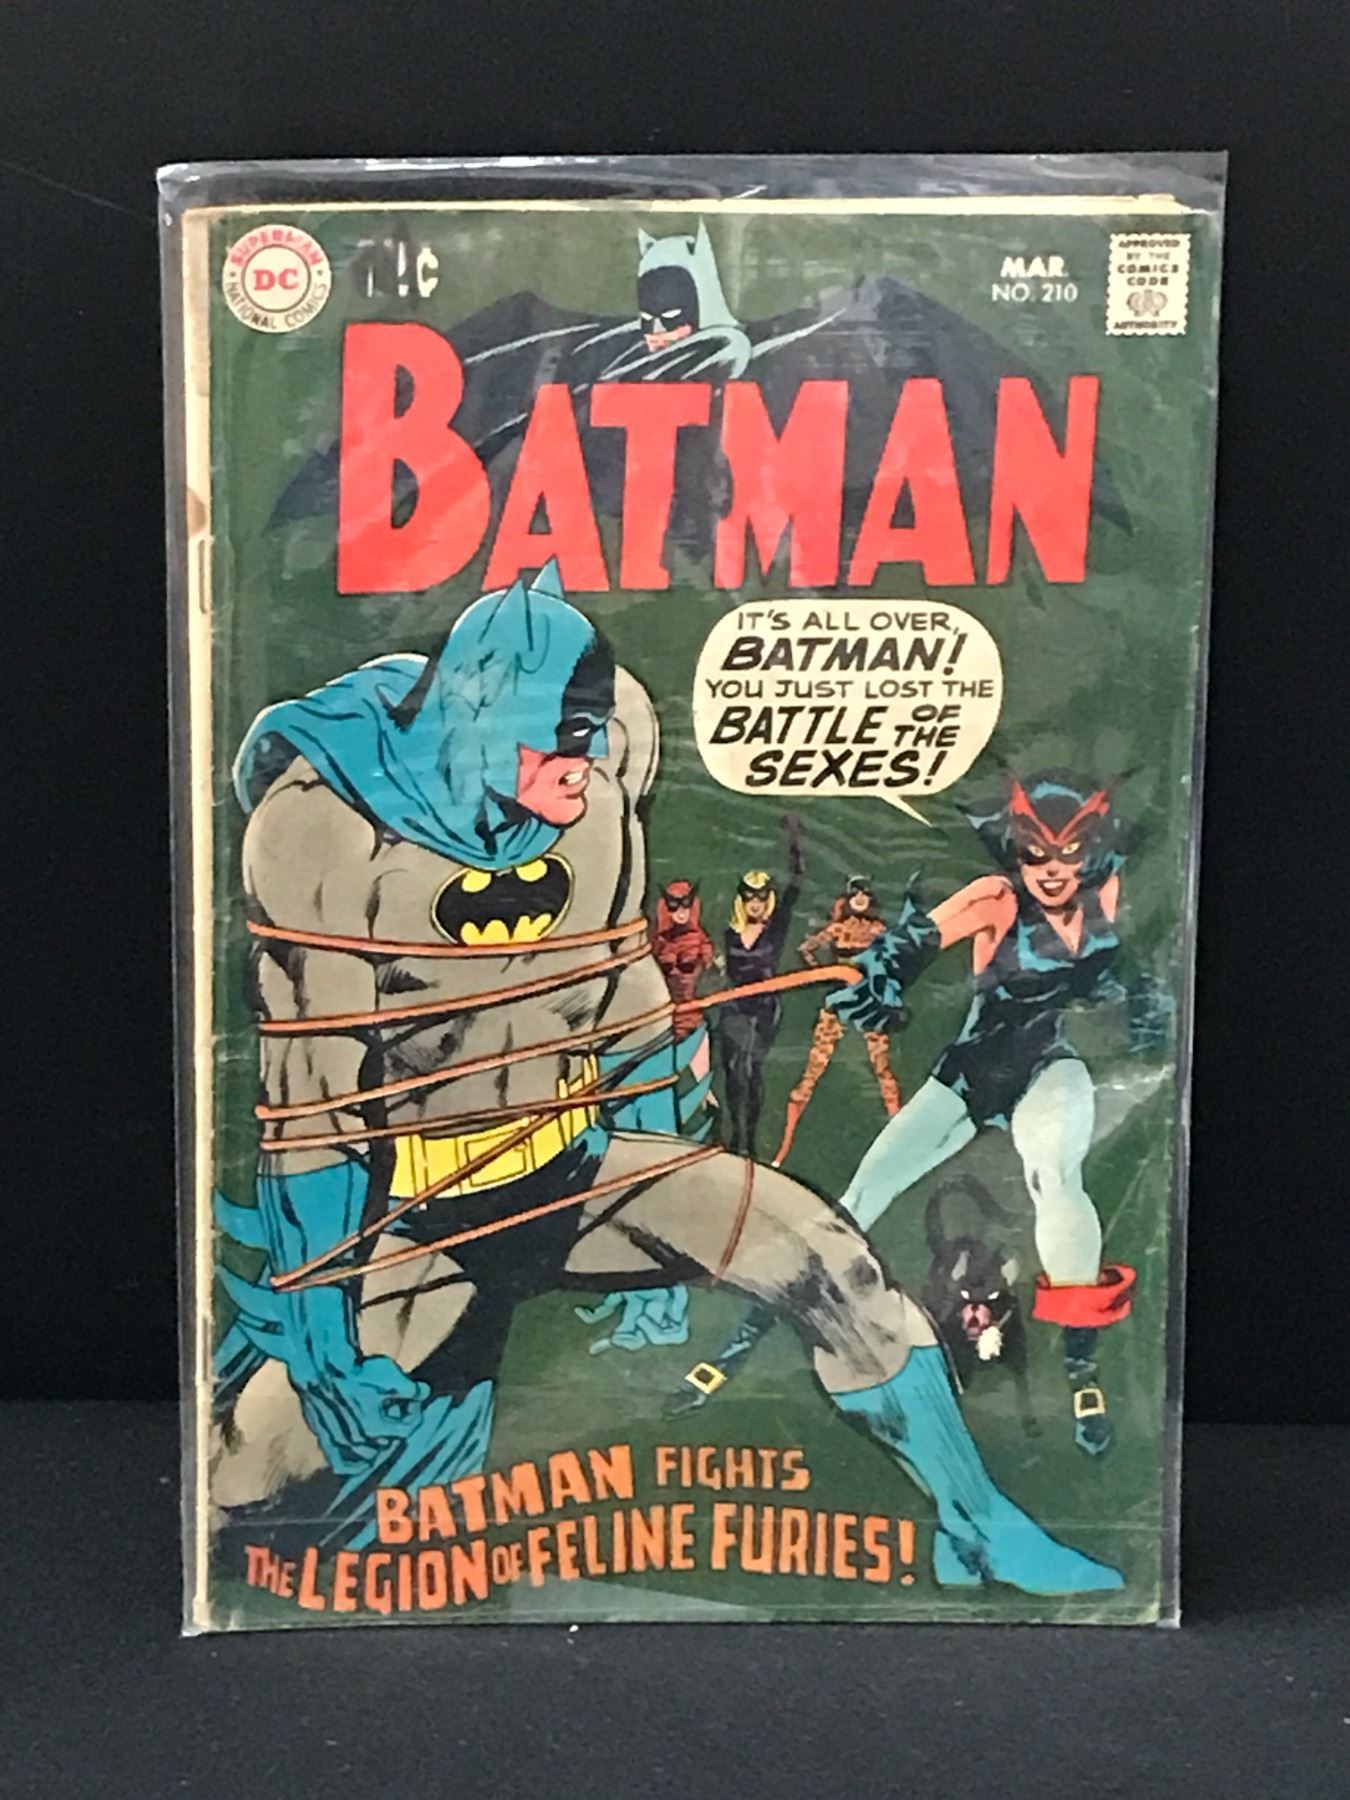 SUPERMAN
DC
NATIONAL COMICS
MAR.
NO. 210
APPROVED
BY THE
COMICS
CODE
AUTHORITY
BATMAN
IT'S ALL OVER,
BATMAN!
YOU JUST LOST THE
BATTLE OF THE
SEXES!
BATMAN FIGHTS
THE LEGION OF FELINE FURIES!